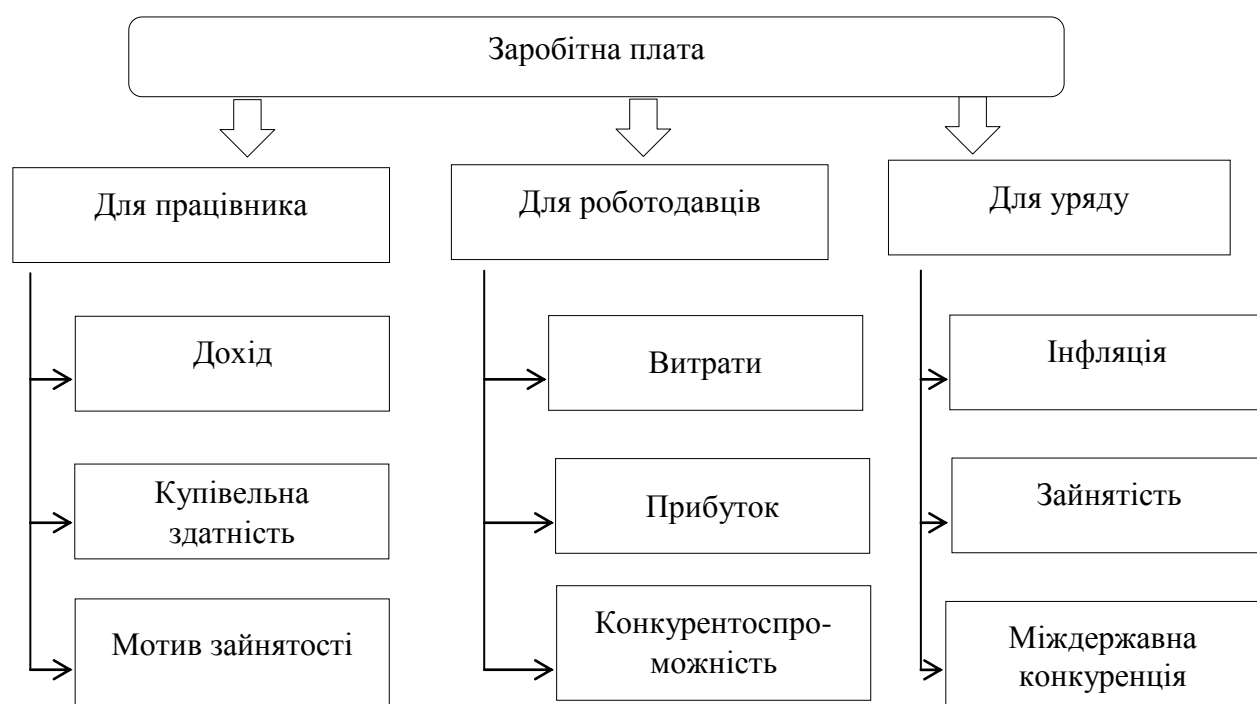 Заробітна плата
Для працівника
Для роботодавців
Для уряду
Дохід
Витрати
Інфляція
Купівельна
здатність
Прибуток
Зайнятість
Мотив зайнятості
Конкурентоспро-
можність
Міждержавна
конкуренція